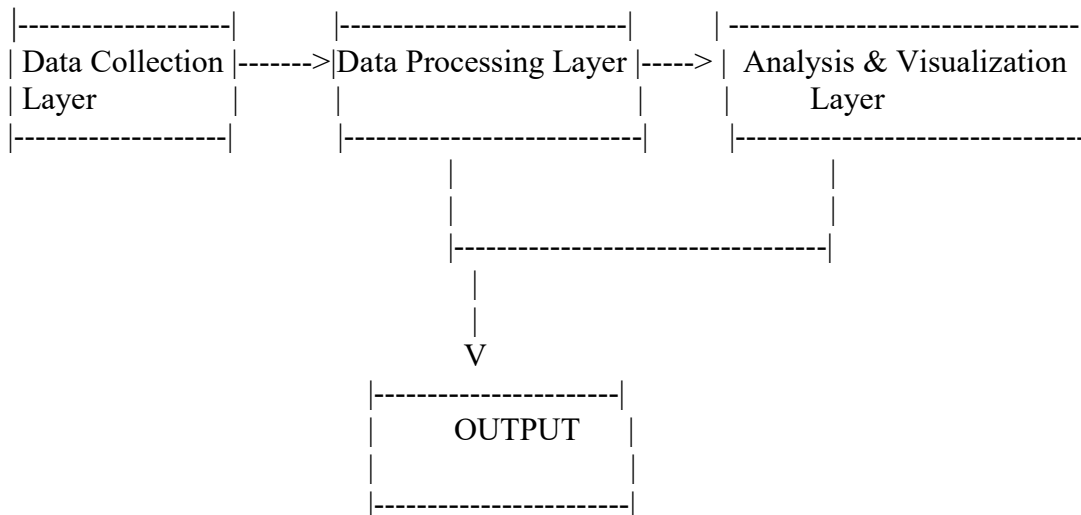 Data Collection Layer
Data Processing Layer
Analysis & Visualization Layer
V
OUTPUT